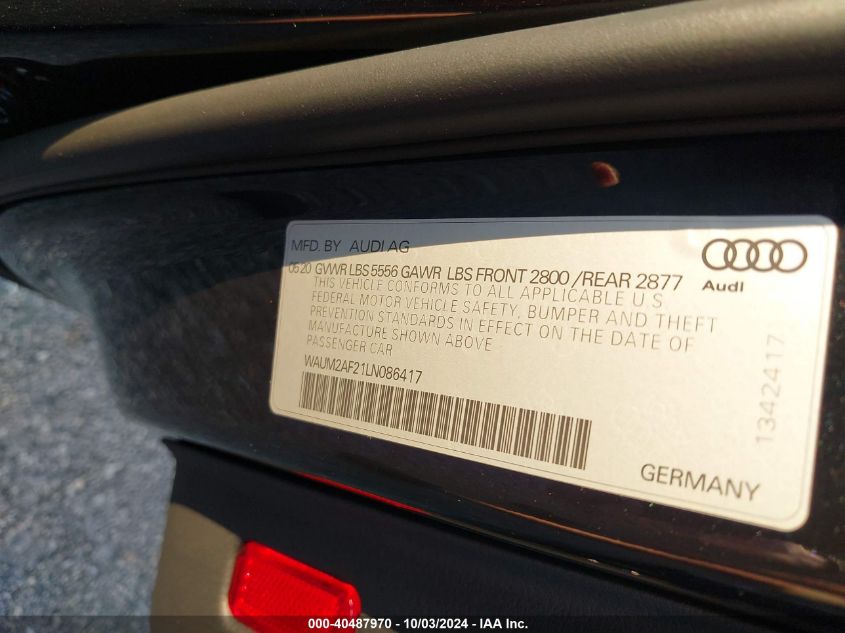 MFD. BY AUDI AG
0520 GVWR LBS 5556 GAWR LBS FRONT 2800 /REAR 2877
THIS VEHICLE CONFORMS TO ALL APPLICABLE U S
FEDERAL MOTOR VEHICLE SAFETY, BUMPER AND THEFT
PREVENTION STANDARDS IN EFFECT ON THE DATE OF
MANUFACTURE SHOWN ABOVE
PASSENGER CAR
WAUM2AF21LN086417
Audi
1342417
GERMANY
000-40487970 - 10/03/2024 - IAA Inc.